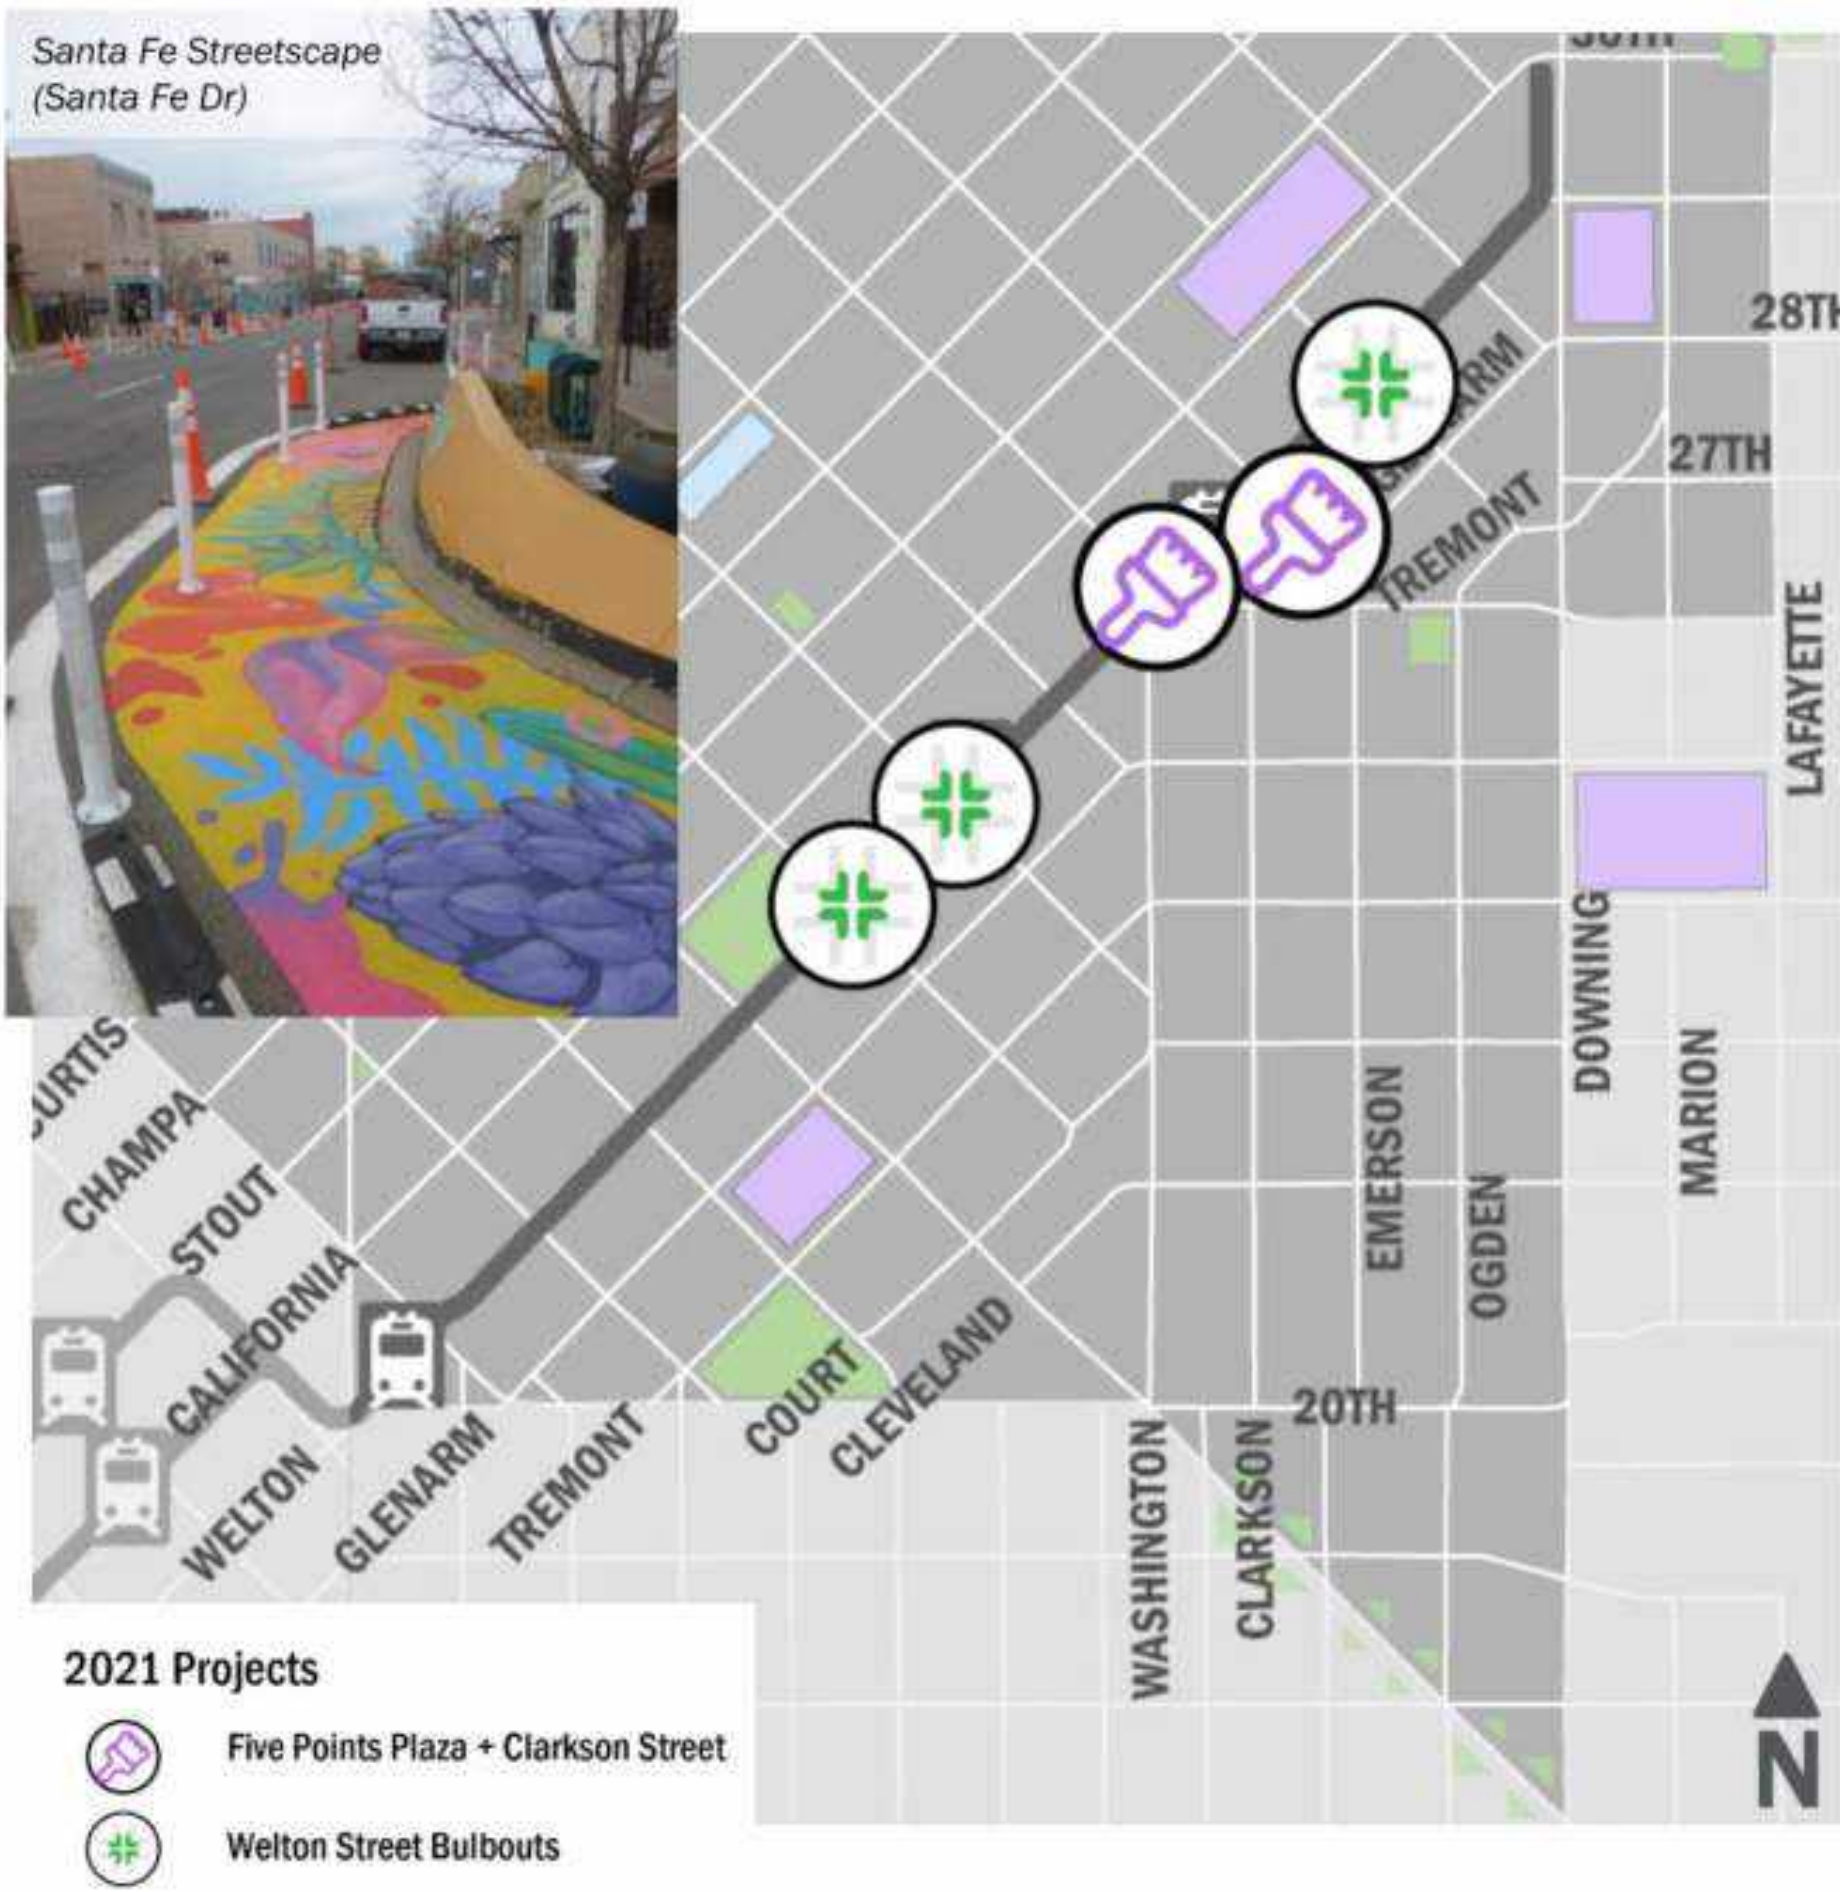 Santa Fe Streetscape
(Santa Fe Dr)
28TH
27TH
TREMONT
LAFAYETTE
DOWNING
MARION
EMERSON
OGDEN
CHAMPA
STOUT
CALIFORNIA
WELTON
GLENARM
TREMONT
COURT
CLEVELAND
20TH
WASHINGTON
CLARKSON
N
2021 Projects
Five Points Plaza + Clarkson Street
Welton Street Bulbouts